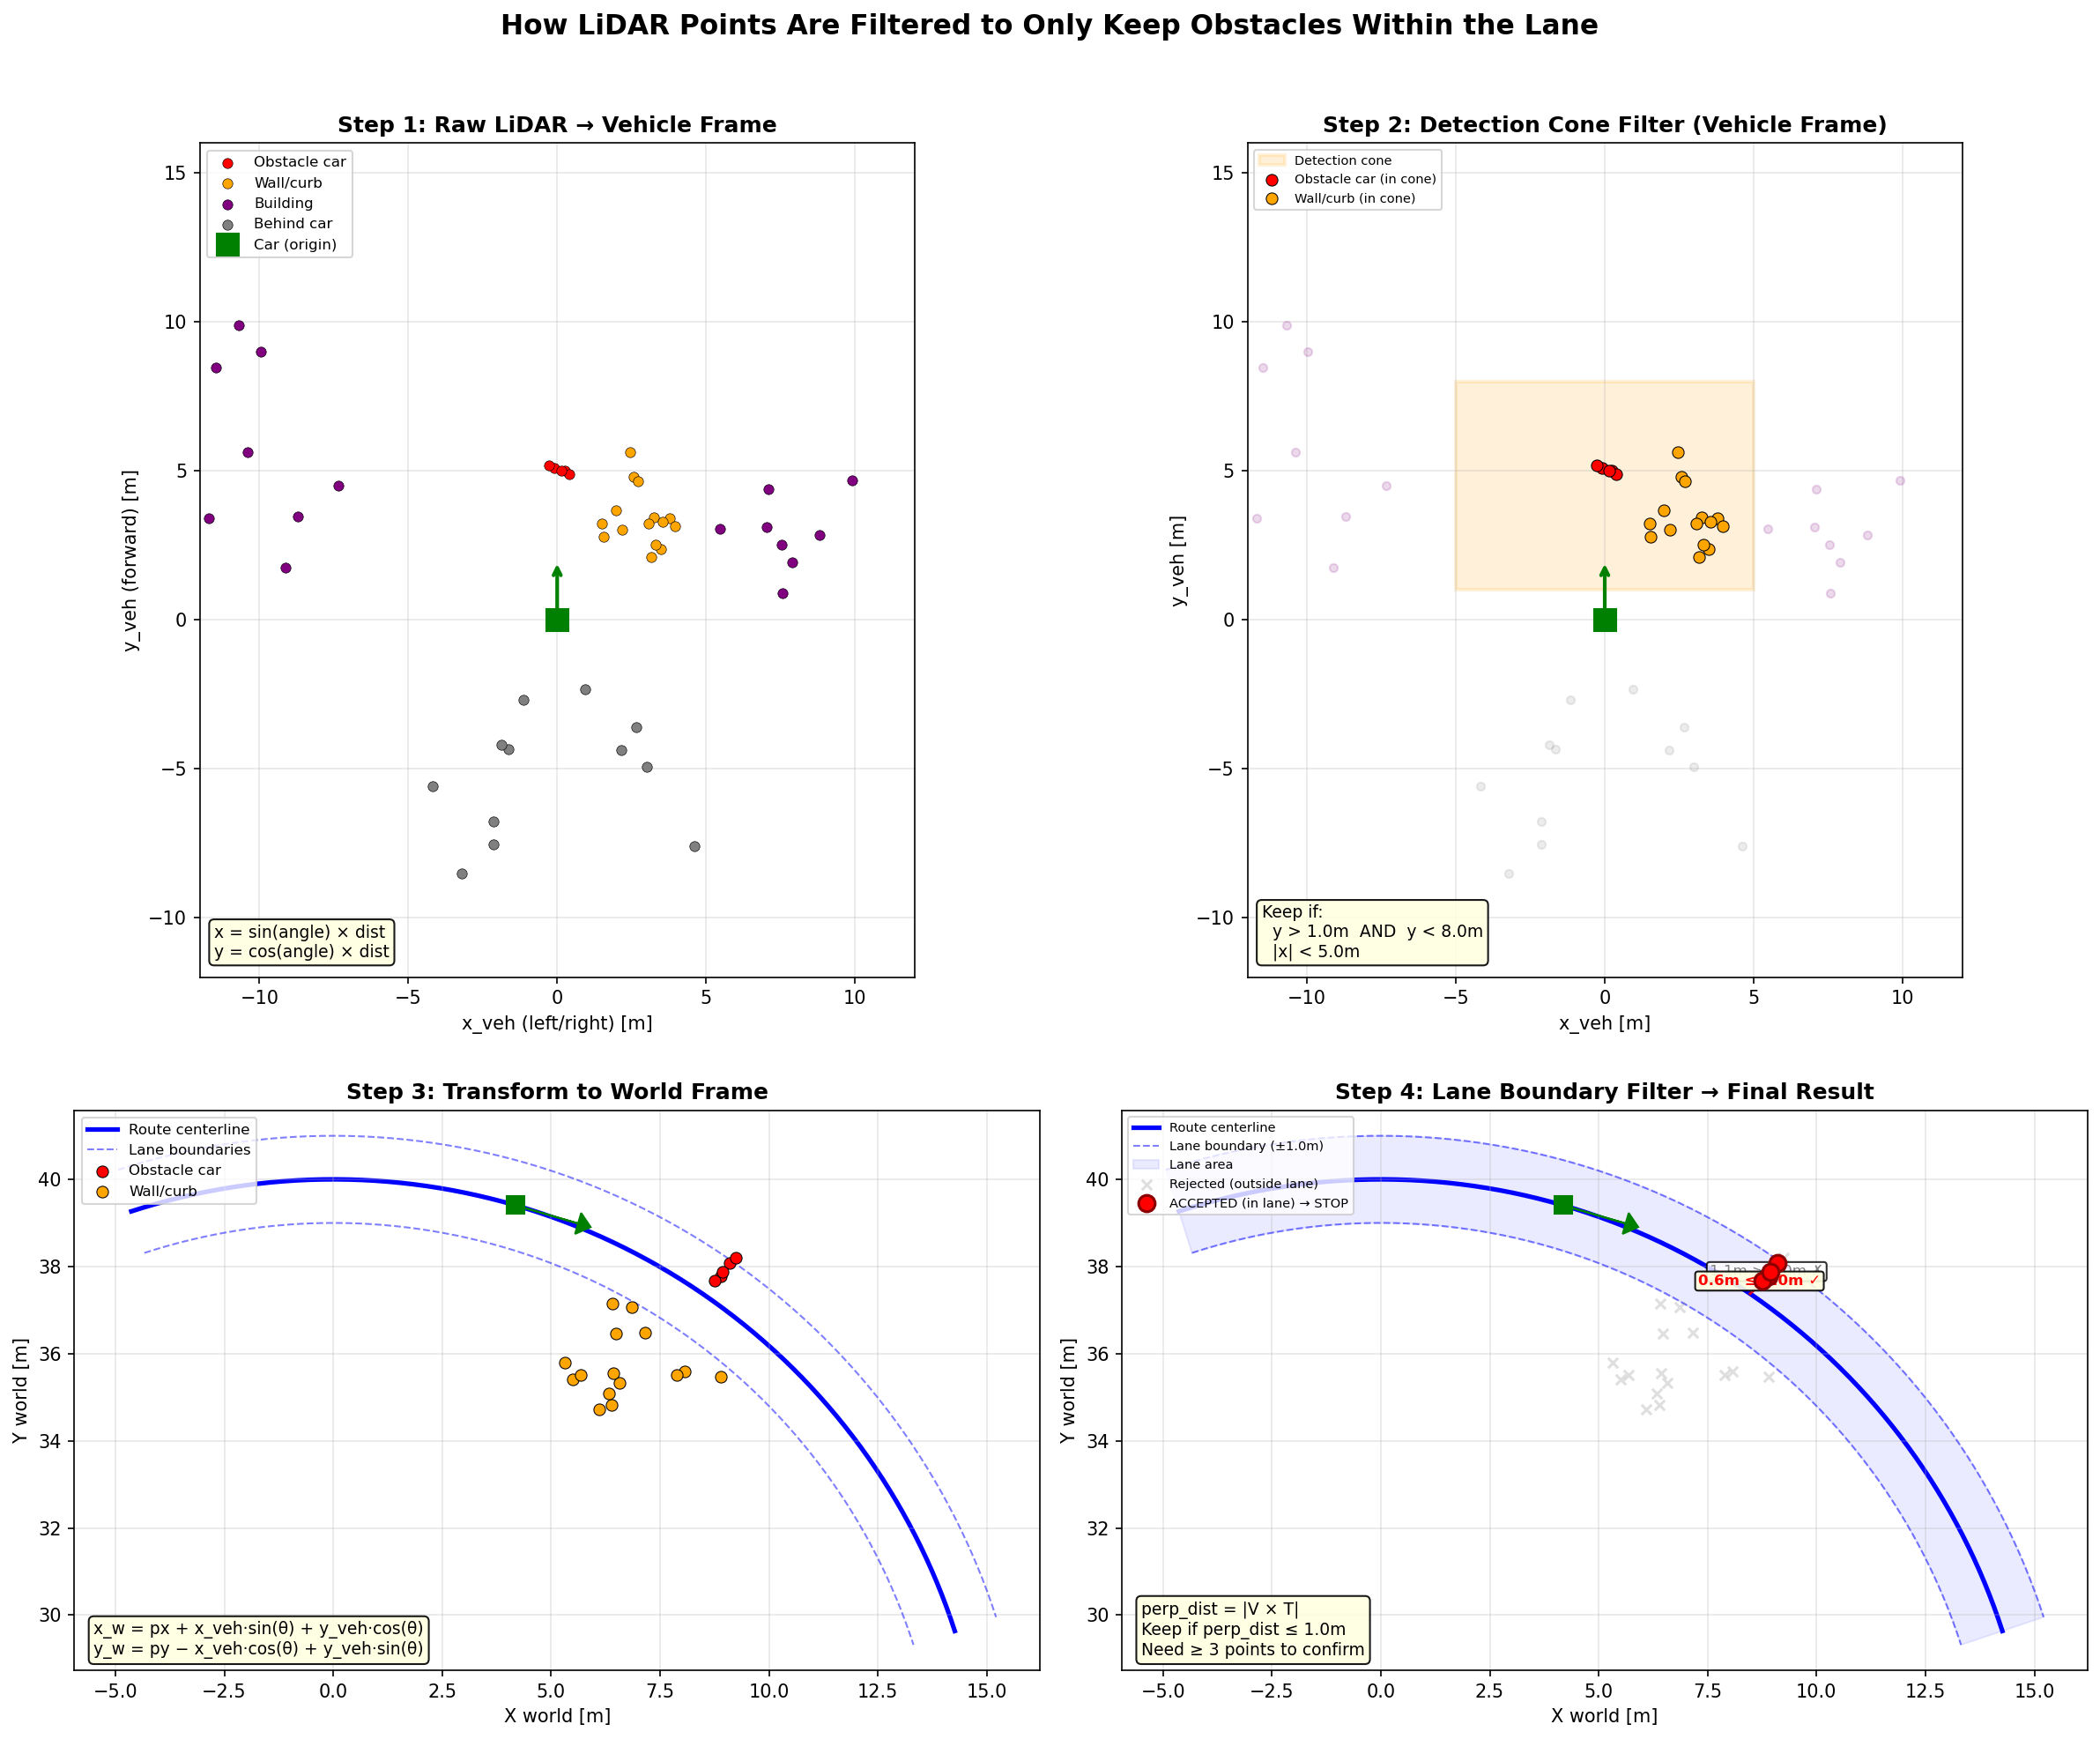 How LiDAR Points Are Filtered to Only Keep Obstacles Within the Lane
Step 1: Raw LiDAR → Vehicle Frame
Obstacle car
Wall/curb
Building
Behind car
Car (origin)
15
10
5
0
−5
−10
y_veh (forward) [m]
x = sin(angle) × dist
y = cos(angle) × dist
−10
−5
0
5
10
x_veh (left/right) [m]
Step 2: Detection Cone Filter (Vehicle Frame)
Detection cone
Obstacle car (in cone)
Wall/curb (in cone)
15
10
5
0
−5
−10
y_veh [m]
Keep if:
y > 1.0m AND y < 8.0m
|x| < 5.0m
−10
−5
0
5
10
x_veh [m]
Step 3: Transform to World Frame
Route centerline
Lane boundaries
Obstacle car
Wall/curb
40
38
36
34
32
30
Y world [m]
x_w = px + x_veh·sin(θ) + y_veh·cos(θ)
y_w = py − x_veh·cos(θ) + y_veh·sin(θ)
−5.0
−2.5
0.0
2.5
5.0
7.5
10.0
12.5
15.0
X world [m]
Step 4: Lane Boundary Filter → Final Result
Route centerline
Lane boundary (±1.0m)
Lane area
Rejected (outside lane)
ACCEPTED (in lane) → STOP
40
38
36
34
32
30
Y world [m]
0.6m ≤
0m ✓
perp_dist = |V × T|
Keep if perp_dist ≤ 1.0m
Need ≥ 3 points to confirm
−5.0
−2.5
0.0
2.5
5.0
7.5
10.0
12.5
15.0
X world [m]